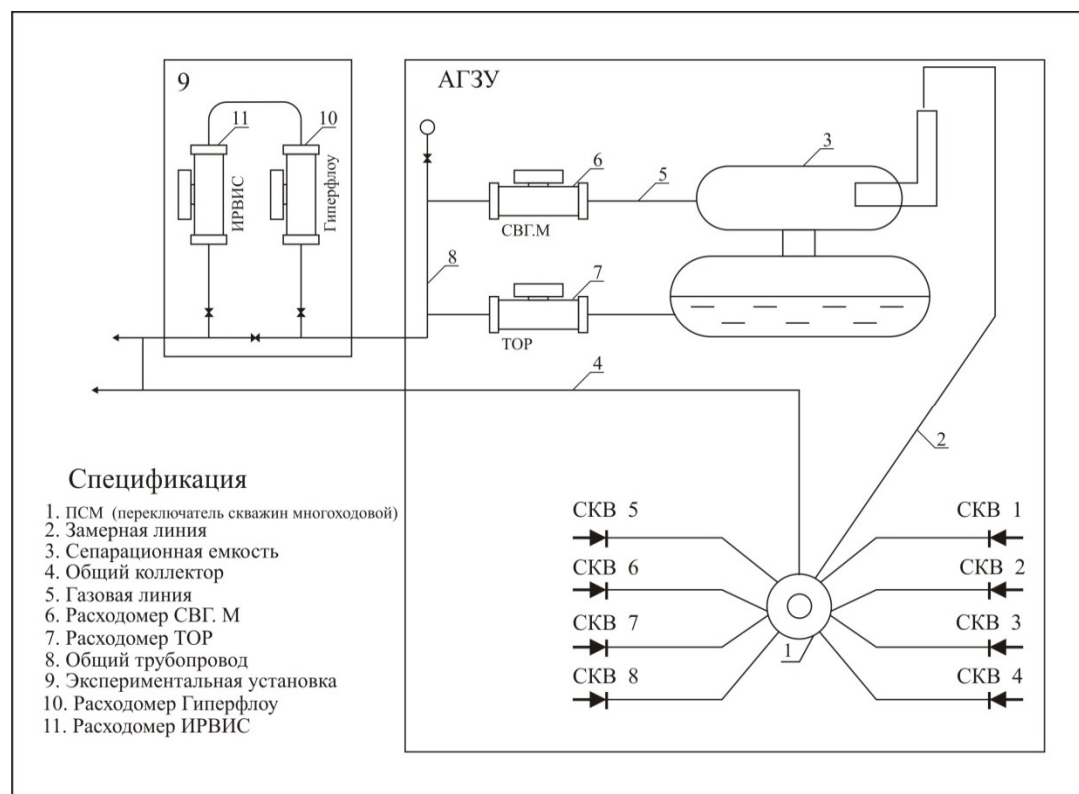 9
АГЗУ
11
10
3
6
5
ИРВИС
Гиперфлоу
СВГ.М
8
7
ТОР
4
2
Спецификация
1. ПСМ (переключатель скважин многоходовой)
2. Замерная линия
3. Сепарационная емкость
4. Общий коллектор
5. Газовая линия
6. Расходомер СВГ. М
7. Расходомер ТОР
8. Общий трубопровод
9. Экспериментальная установка
10. Расходомер Гиперфлоу
11. Расходомер ИРВИС
СКВ 5
СКВ 1
СКВ 6
СКВ 2
СКВ 7
СКВ 3
1
СКВ 8
СКВ 4